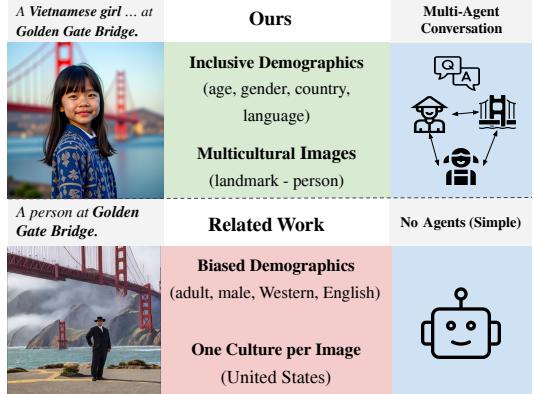 A Vietnamese girl ... at
Golden Gate Bridge.
Ours
Multi-Agent
Conversation
Inclusive Demographics
(age, gender, country,
language)
Multicultural Images
(landmark - person)
Q
A
A person at Golden
Gate Bridge.
Related Work
No Agents (Simple)
Biased Demographics
(adult, male, Western, English)
One Culture per Image
(United States)